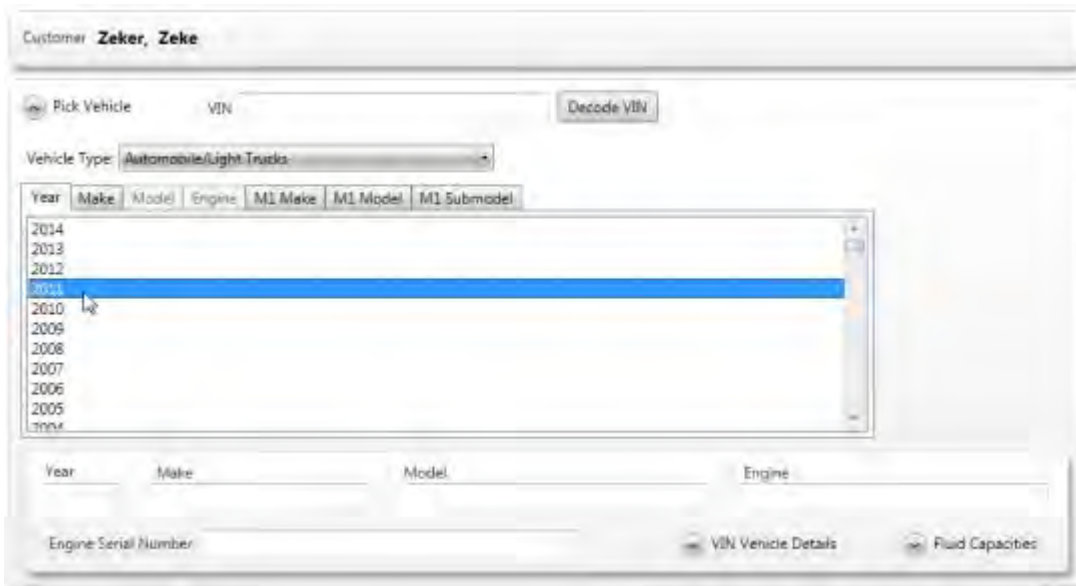 Customer Zeker, Zeke
Pick Vehicle VIN Decode VIN
Vehicle Type: Automobile/Light Trucks
Year Make Model Engine M1 Make M1 Model M1 Submodel
2014
2013
2012
2011
2010
2009
2008
2007
2006
2005
2004
Year Make Model Engine
Engine Serial Number VIN Vehicle Details Fluid Capacities